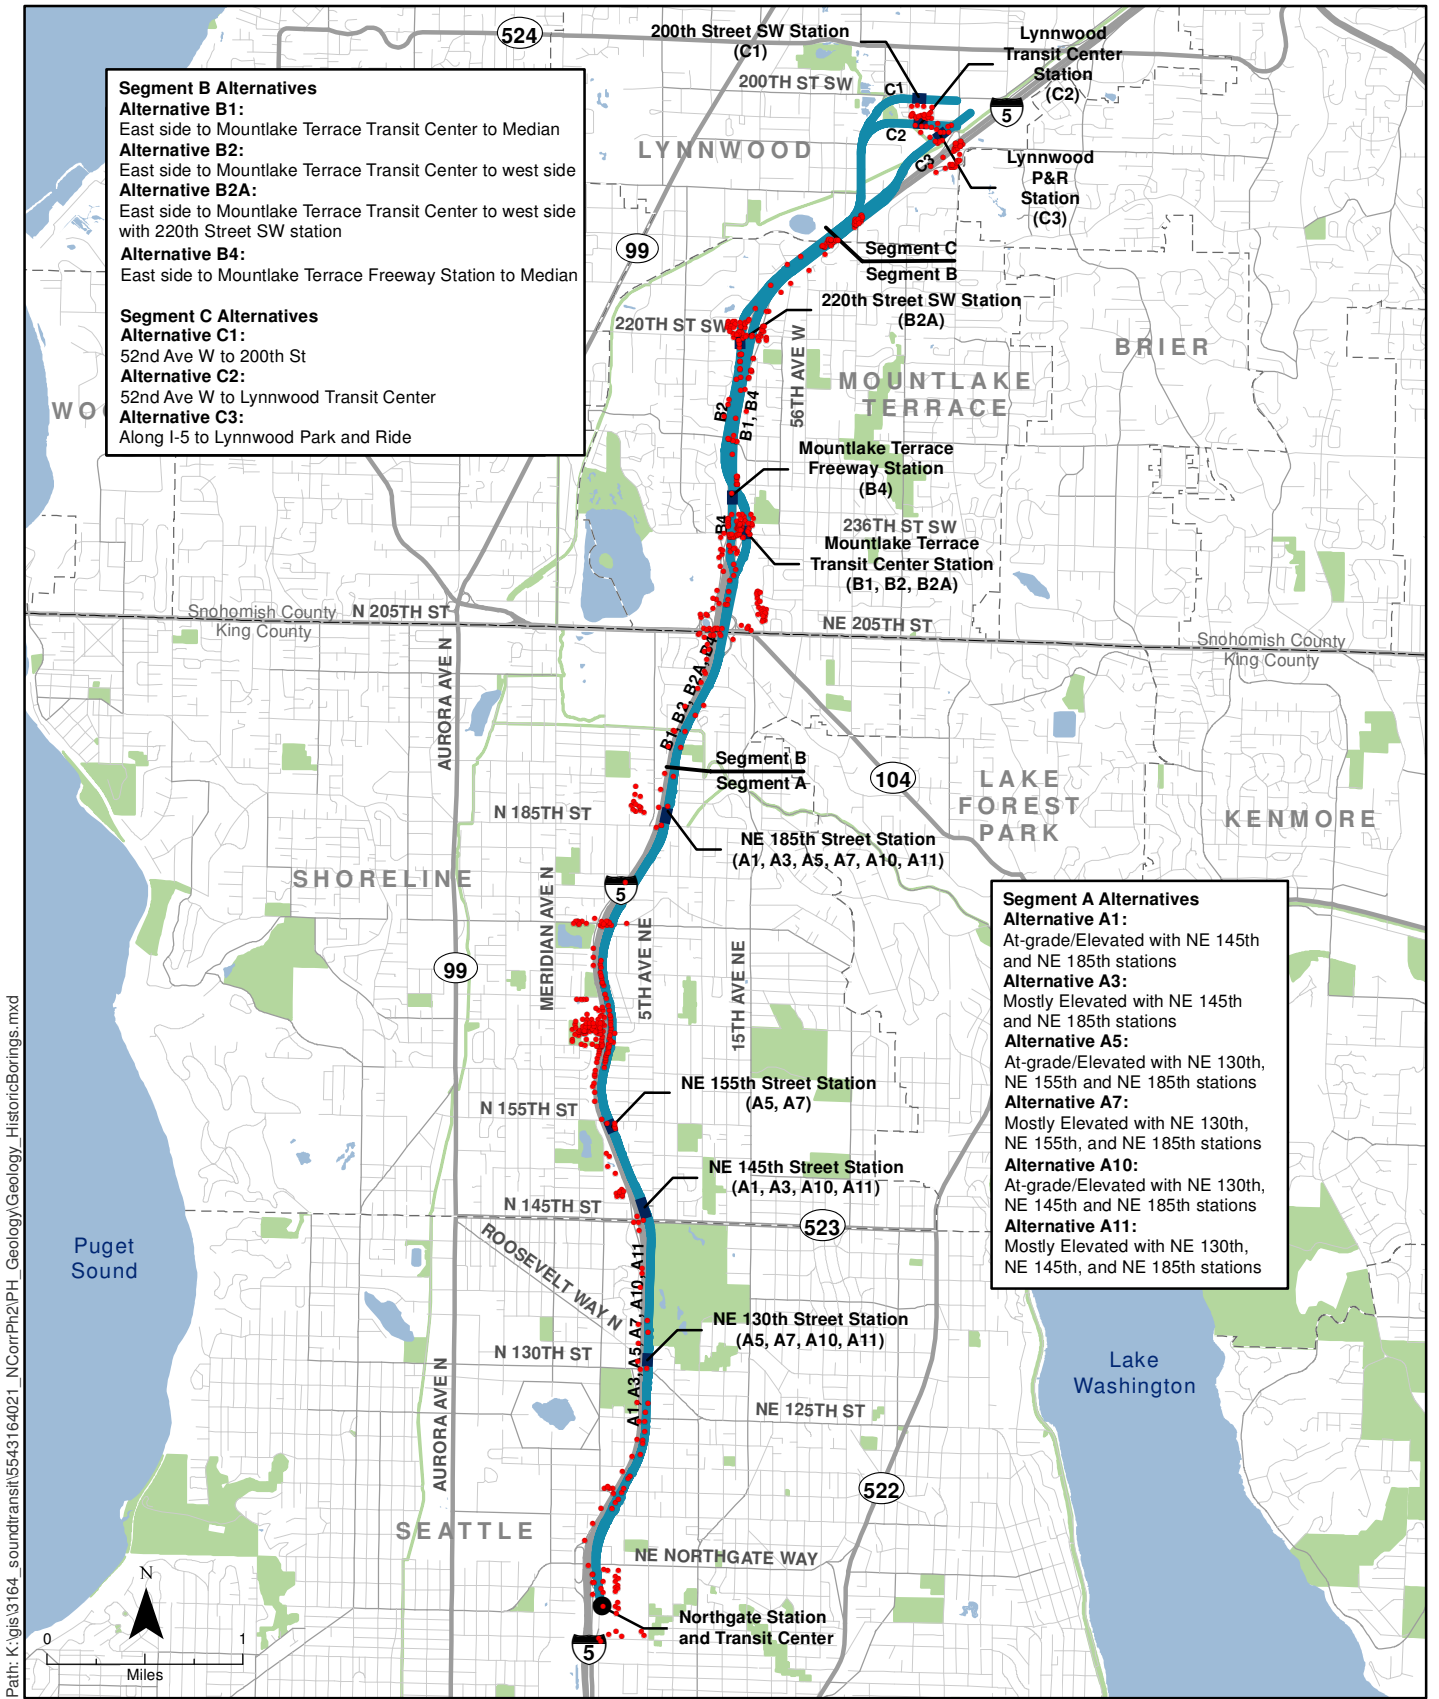 524
200th Street SW Station
(C1)
Lynnwood
Transit Center
Station
(C2)
200TH ST SW
C1
C2
C3
5
LYNNWOOD
Lynnwood
P&R
Station
(C3)
Segment B Alternatives
Alternative B1:
East side to Mountlake Terrace Transit Center to Median
Alternative B2:
East side to Mountlake Terrace Transit Center to west side
Alternative B2A:
East side to Mountlake Terrace Transit Center to west side
with 220th Street SW station
Alternative B4:
East side to Mountlake Terrace Freeway Station to Median
Segment C Alternatives
Alternative C1:
52nd Ave W to 200th St
Alternative C2:
52nd Ave W to Lynnwood Transit Center
Alternative C3:
Along I-5 to Lynnwood Park and Ride
99
Segment C
Segment B
220th Street SW Station
(B2A)
220TH ST SW
56TH AVE W
BRIER
MOUNTLAKE
TERRACE
WO
B2
B1, B4
Mountlake Terrace
Freeway Station
(B4)
B4
236TH ST SW
Mountlake Terrace
Transit Center Station
(B1, B2, B2A)
Snohomish County
King County
N 205TH ST
NE 205TH ST
Snohomish County
King County
AURORA AVE N
B1, B2, B2A, B4
Segment B
Segment A
104
LAKE
FOREST
PARK
KENMORE
N 185TH ST
NE 185th Street Station
(A1, A3, A5, A7, A10, A11)
SHORELINE
5
MERIDIAN AVE N
5TH AVE NE
15TH AVE NE
99
Segment A Alternatives
Alternative A1:
At-grade/Elevated with NE 145th
and NE 185th stations
Alternative A3:
Mostly Elevated with NE 145th
and NE 185th stations
Alternative A5:
At-grade/Elevated with NE 130th,
NE 155th and NE 185th stations
Alternative A7:
Mostly Elevated with NE 130th,
NE 155th, and NE 185th stations
Alternative A10:
At-grade/Elevated with NE 130th,
NE 145th and NE 185th stations
Alternative A11:
Mostly Elevated with NE 130th,
NE 145th, and NE 185th stations
NE 155th Street Station
(A5, A7)
N 155TH ST
NE 145th Street Station
(A1, A3, A10, A11)
N 145TH ST
523
Puget
Sound
ROOSEVELT WAY N
A1, A3, A5, A7, A10, A11
NE 130th Street Station
(A5, A7, A10, A11)
N 130TH ST
Lake
Washington
AURORA AVE N
NE 125TH ST
522
SEATTLE
NE NORTHGATE WAY
Northgate Station
and Transit Center
5
N
0
1
Miles
Path: K:\gis\3164_soundtransit\5543164021_NCorrPh2\PH_Geology\Geology_HistoricBorings.mxd